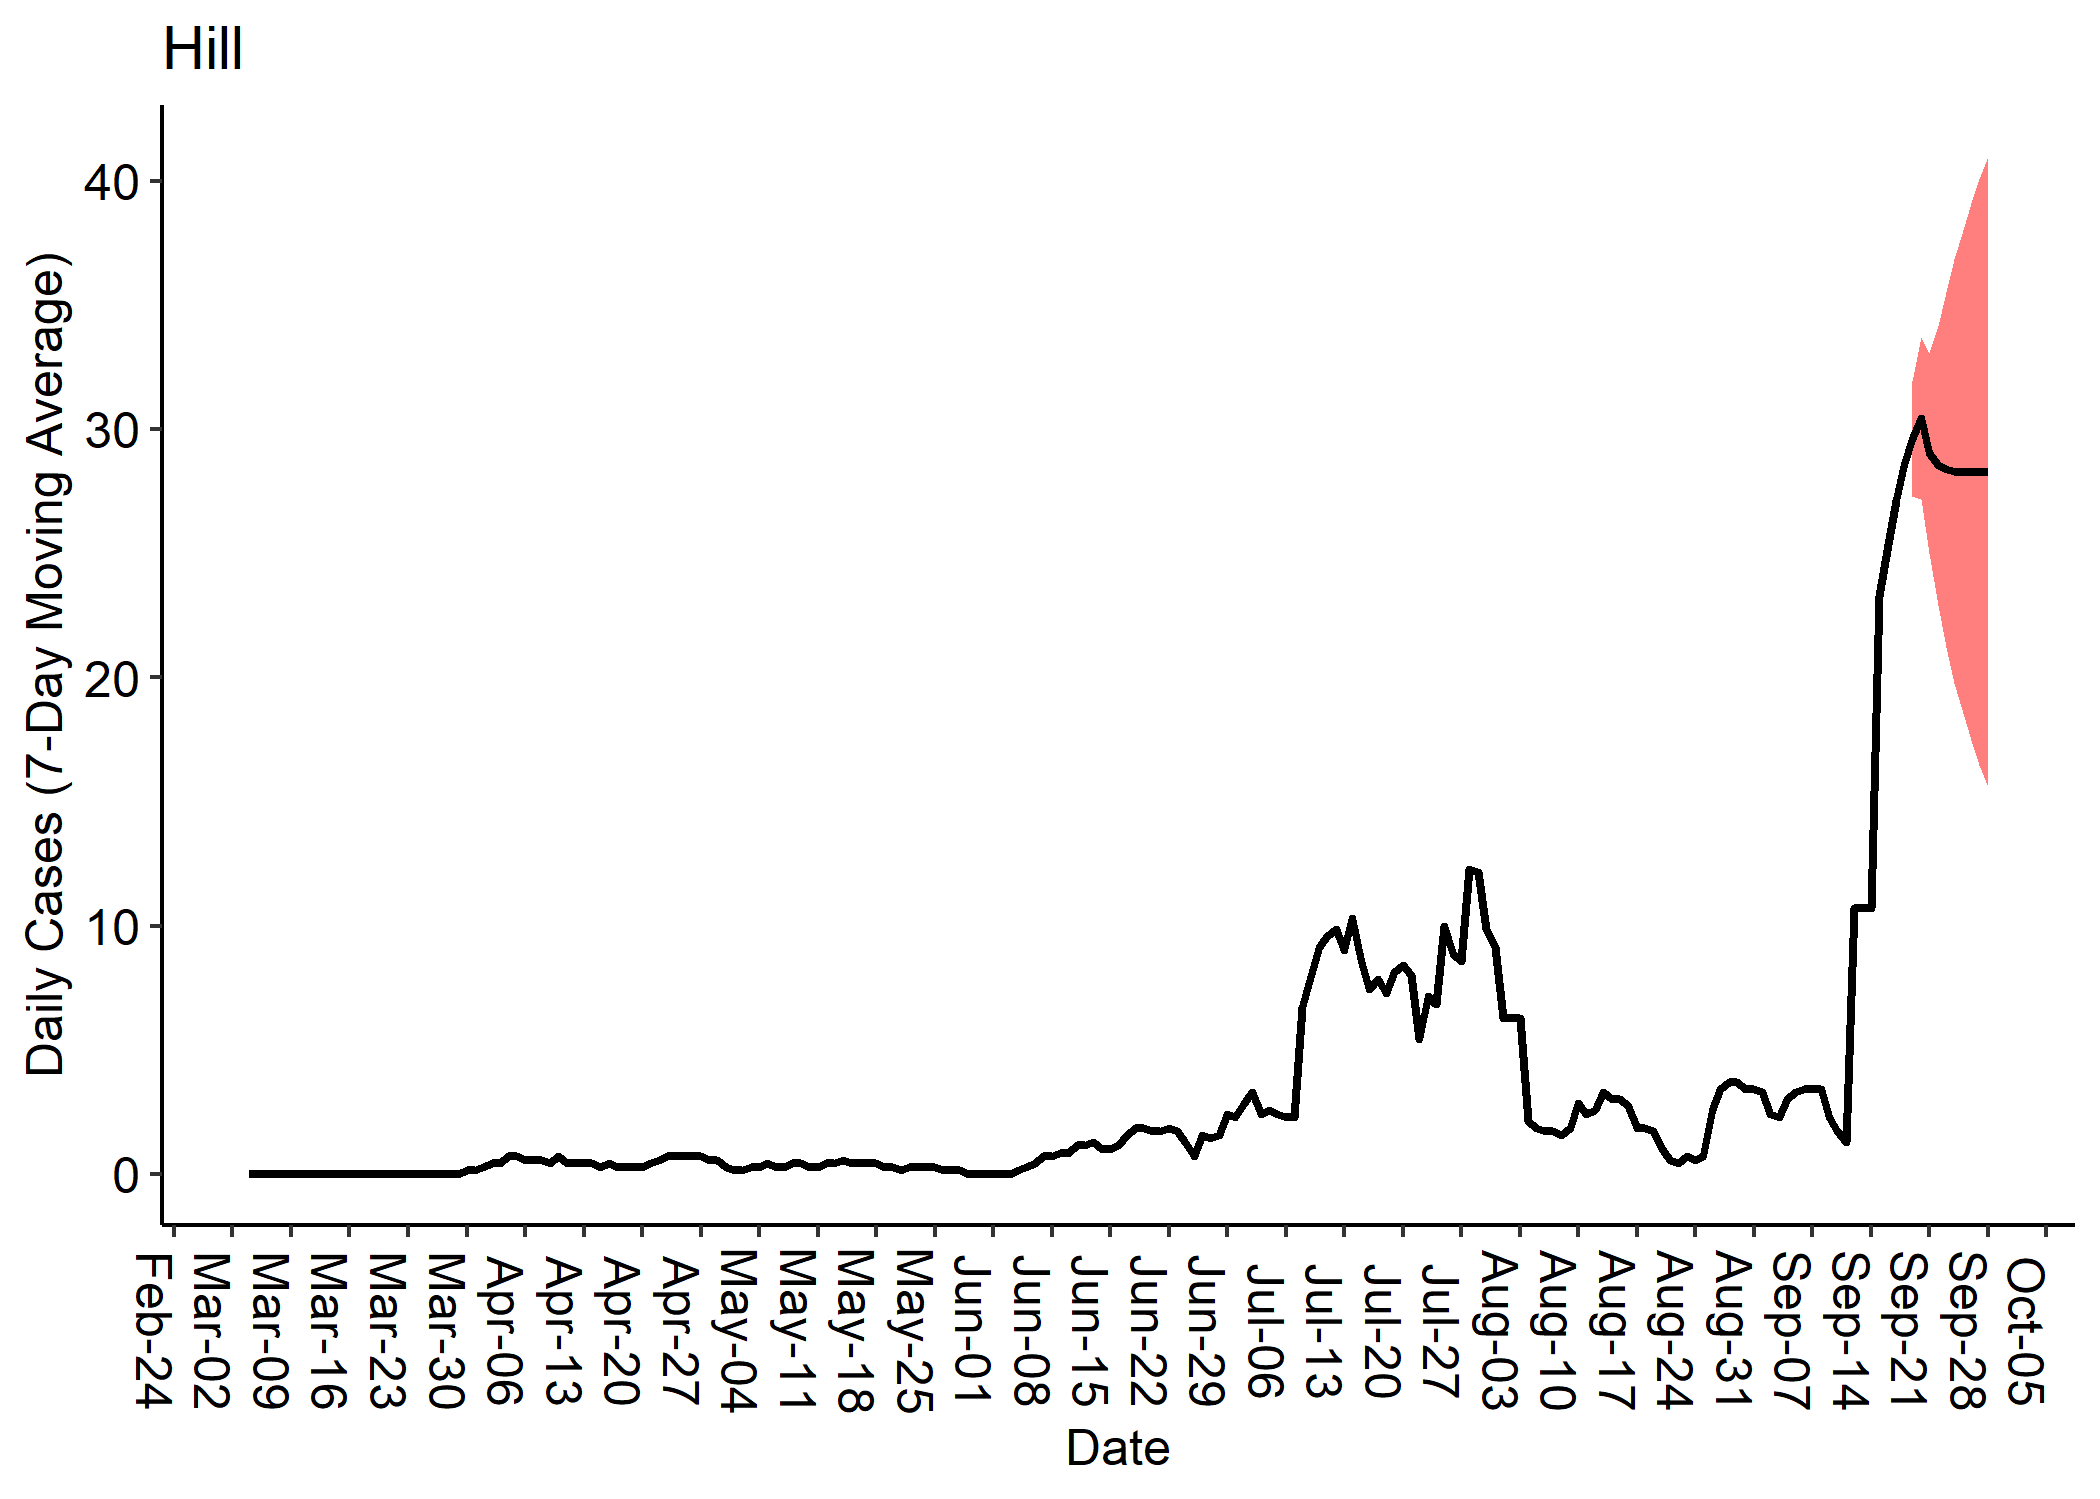 Hill
Daily Cases (7-Day Moving Average)
40
30
20
10
0
Feb-24
Mar-02
Mar-09
Mar-16
Mar-23
Mar-30
Apr-06
Apr-13
Apr-20
Apr-27
May-04
May-11
May-18
May-25
Jun-01
Jun-08
Jun-15
Jun-22
Jun-29
Jul-06
Jul-13
Jul-20
Jul-27
Aug-03
Aug-10
Aug-17
Aug-24
Aug-31
Sep-07
Sep-14
Sep-21
Sep-28
Oct-05
Date